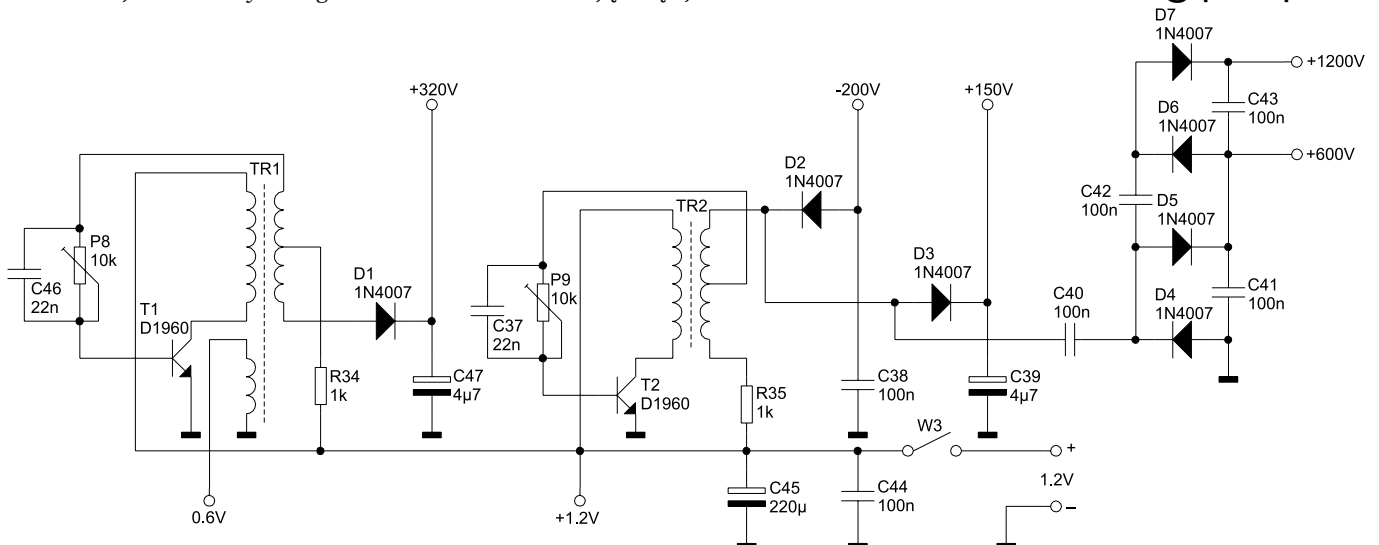 D7
1N4007
+1200V
+320V
-200V
+150V
C43
100n
D6
1N4007
+600V
TR1
D2
1N4007
C42
100n
D5
1N4007
TR2
P8
10k
C46
22n
D1
1N4007
P9
10k
D3
1N4007
C41
100n
T1
D1960
C37
22n
C40
100n
D4
1N4007
R34
1k
C47
4µ7
T2
D1960
R35
1k
C38
100n
C39
4µ7
W3
+
0.6V
+1.2V
C45
220µ
C44
100n
1.2V
–